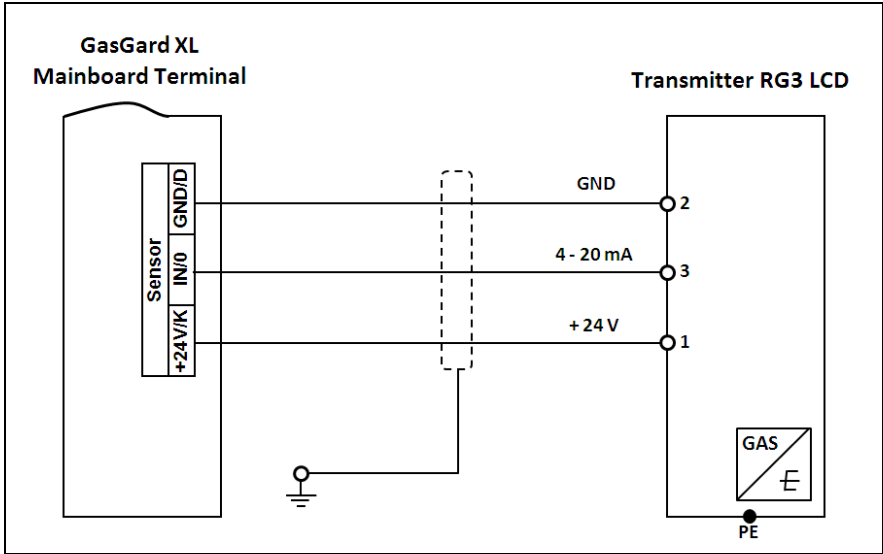 GasGard XL
Mainboard Terminal
Transmitter RG3 LCD
Sensor
GND/D
IN/0
+24V/K
GND
2
4 - 20 mA
3
+ 24 V
1
GAS
E
PE